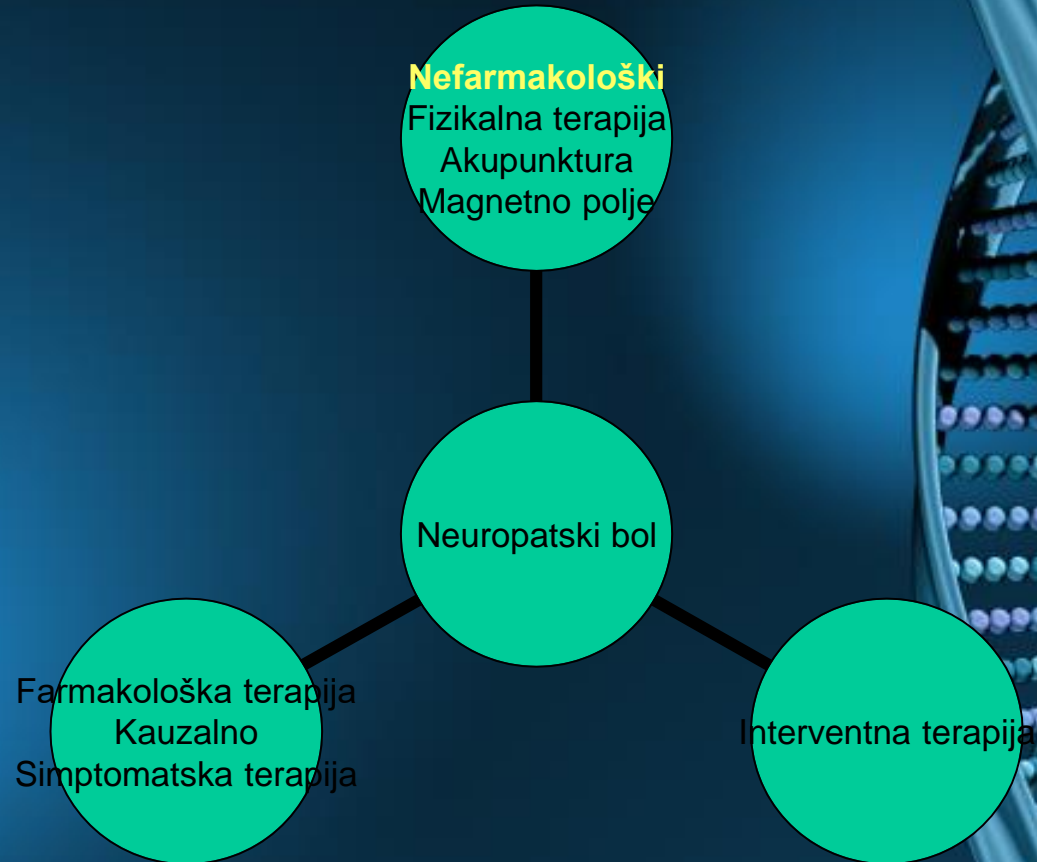 Nefarmakološki
Fizikalna terapija
Akupunktura
Magnetno polje
Neuropatski bol
Farmakološka terapija
Kauzalno
Simptomatska terapija
Interventna terapija